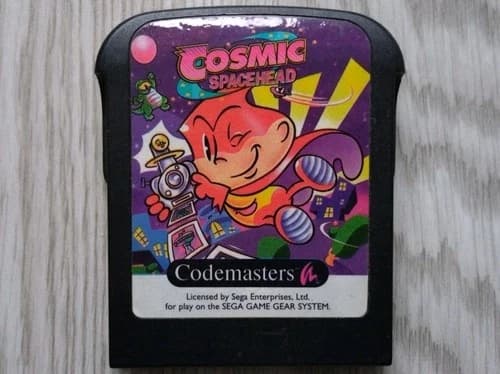 COSMIC
SPACEHEAD
Codemasters
Licensed by Sega Enterprises, Ltd.
for play on the SEGA GAME GEAR SYSTEM.